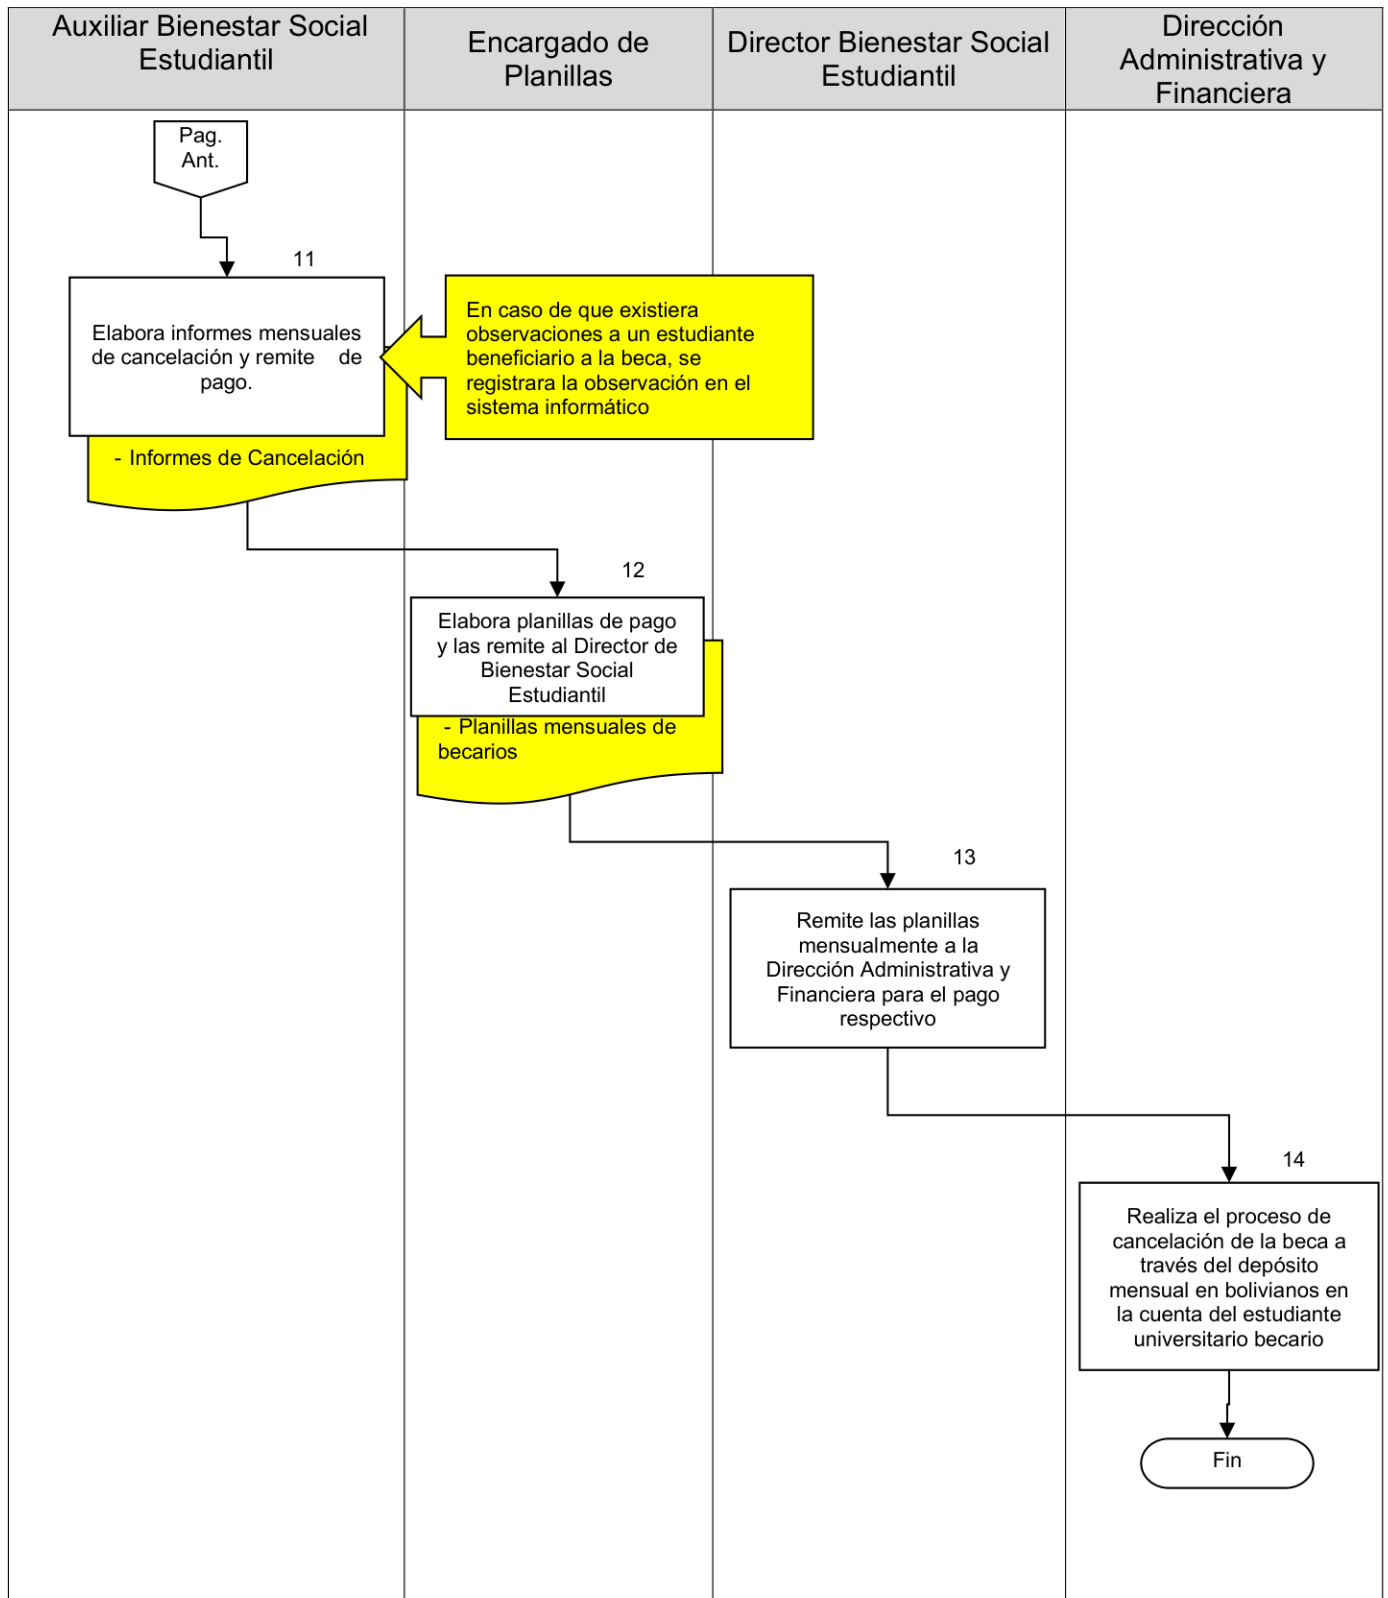 Auxiliar Bienestar Social
Estudiantil
Encargado de
Planillas
Director Bienestar Social
Estudiantil
Dirección
Administrativa y
Financiera
Pag.
Ant.
11
Elabora informes mensuales
de cancelación y remite de
pago.
- Informes de Cancelación
En caso de que existiera
observaciones a un estudiante
beneficiario a la beca, se
registrara la observación en el
sistema informático
12
Elabora planillas de pago
y las remite al Director de
Bienestar Social
Estudiantil
- Planillas mensuales de
becarios
13
Remite las planillas
mensualmente a la
Dirección Administrativa y
Financiera para el pago
respectivo
14
Realiza el proceso de
cancelación de la beca a
través del depósito
mensual en bolivianos en
la cuenta del estudiante
universitario becario
Fin